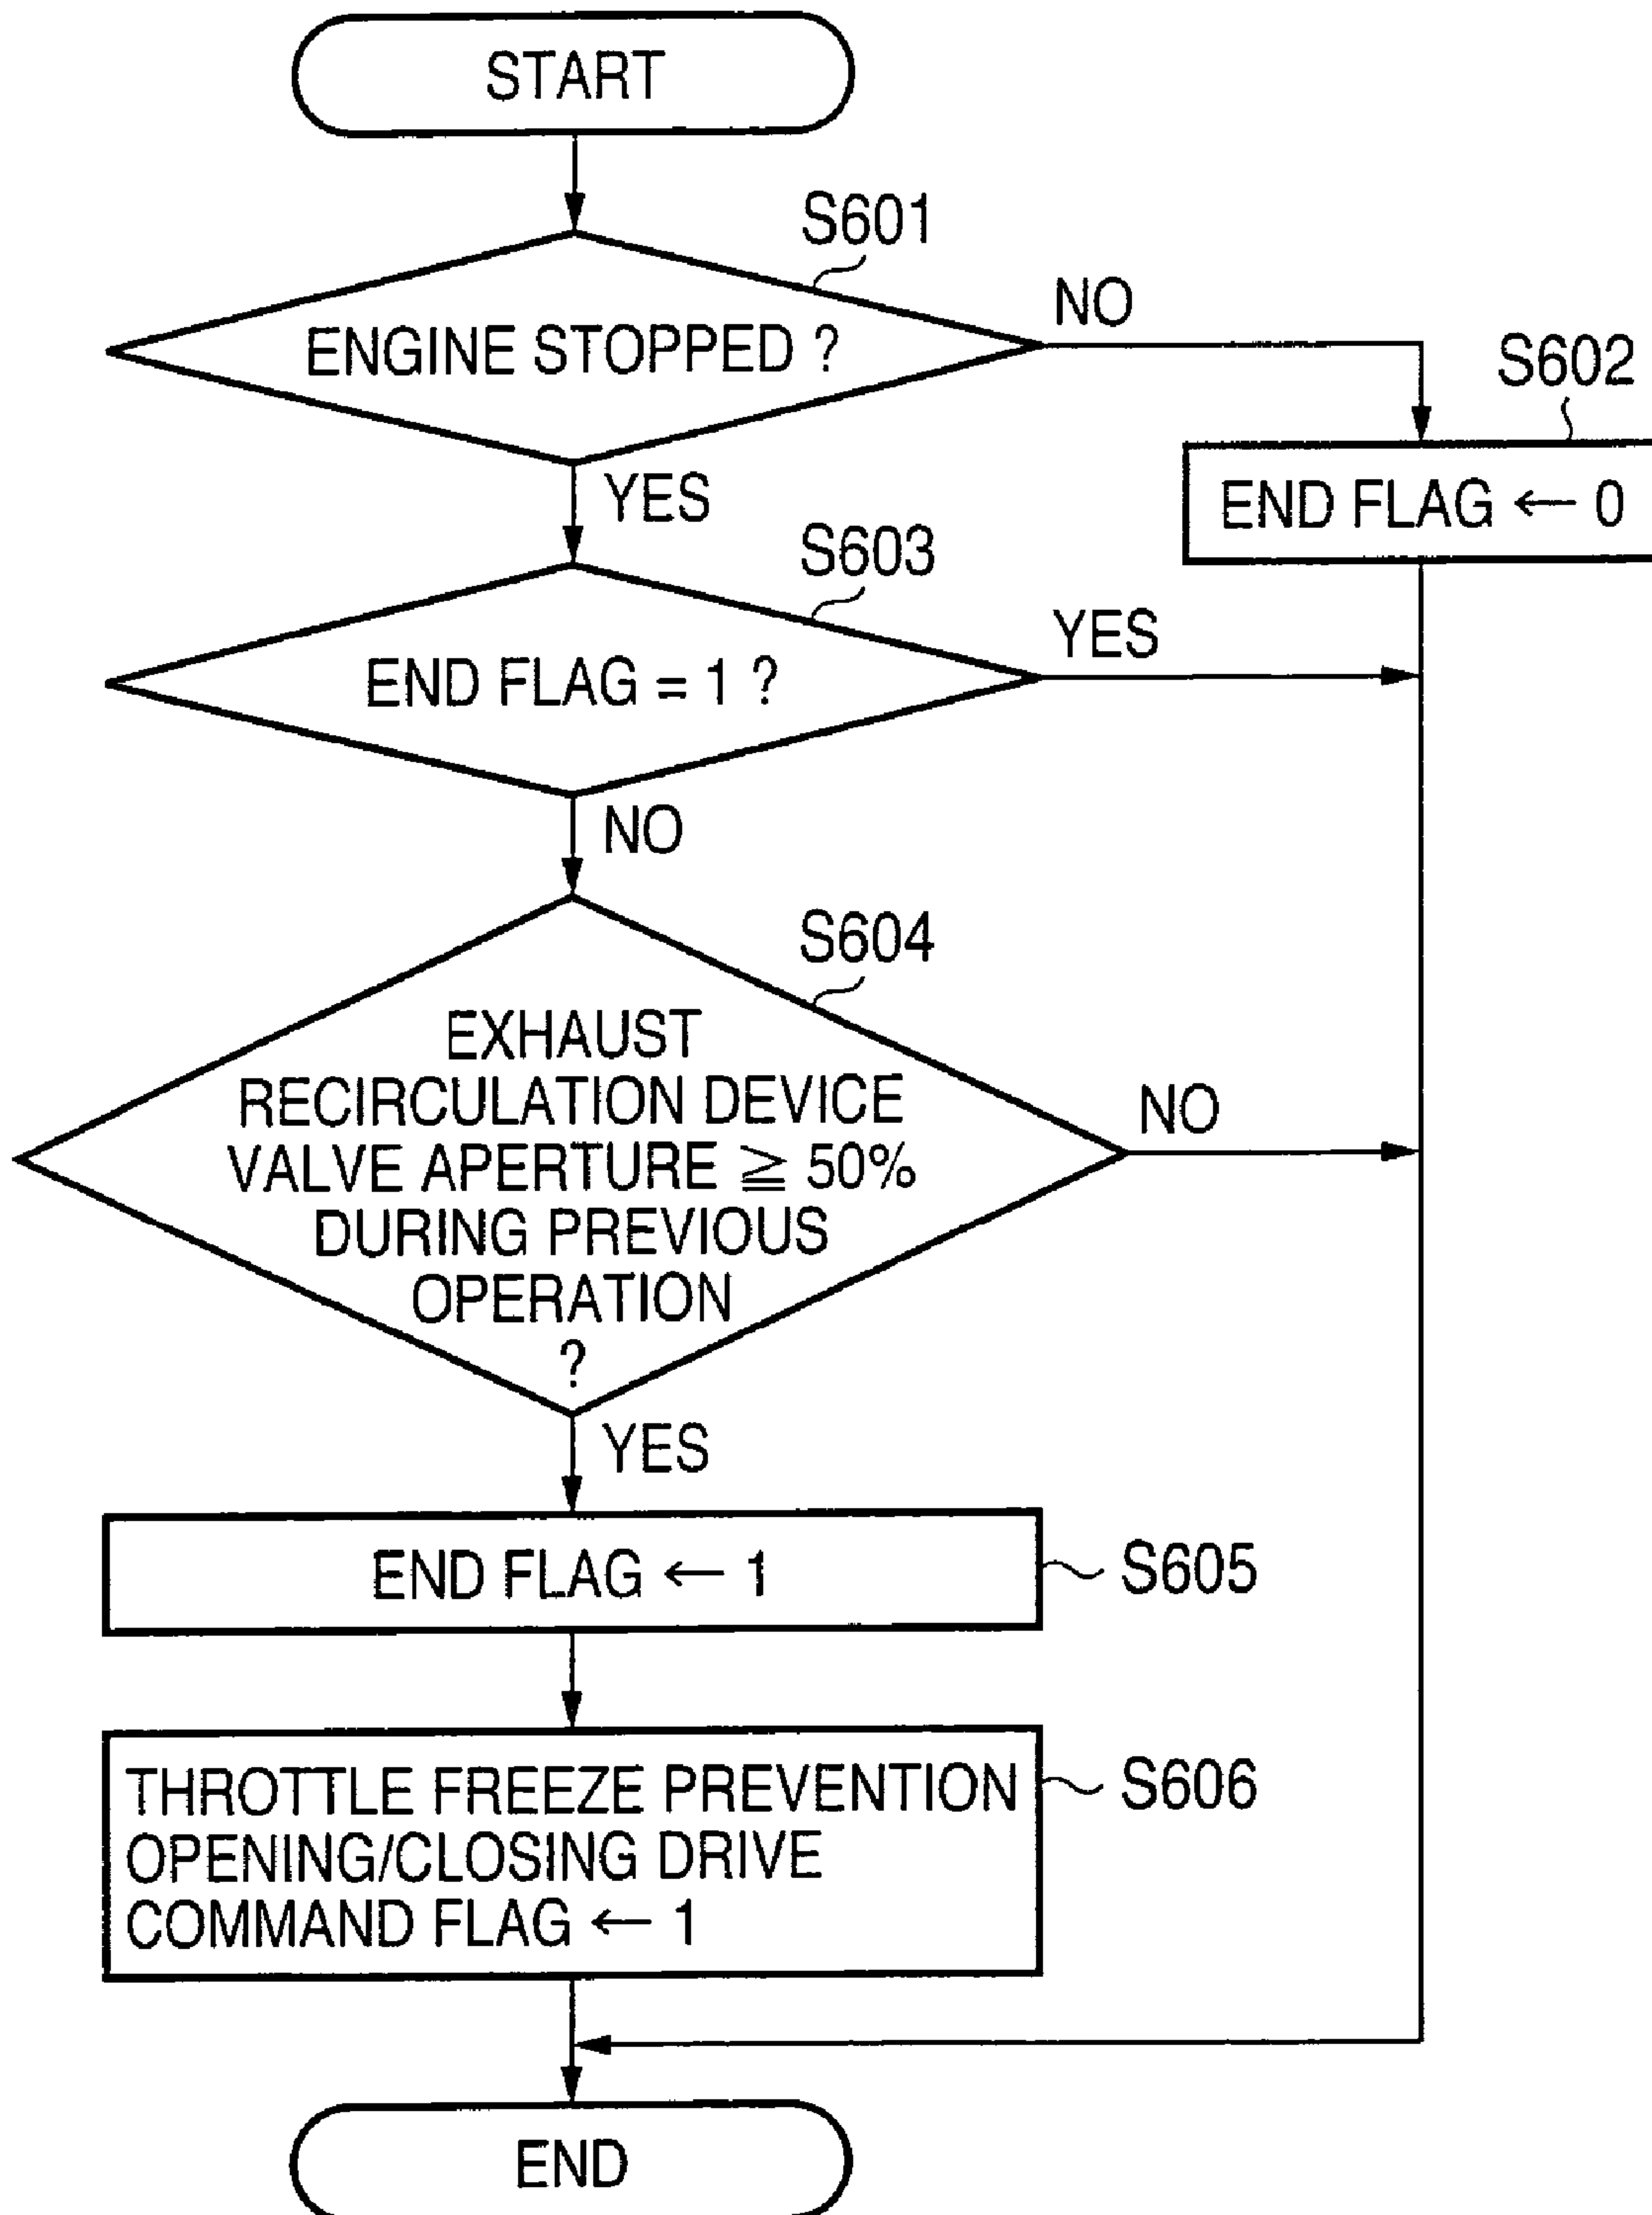 START
S601
ENGINE STOPPED ?
NO
S602
END FLAG ← 0
YES
S603
END FLAG = 1 ?
YES
NO
S604
EXHAUST
RECIRCULATION DEVICE
VALVE APERTURE ≧ 50%
DURING PREVIOUS
OPERATION
?
NO
YES
END FLAG ← 1
S605
THROTTLE FREEZE PREVENTION
OPENING/CLOSING DRIVE
COMMAND FLAG ← 1
S606
END